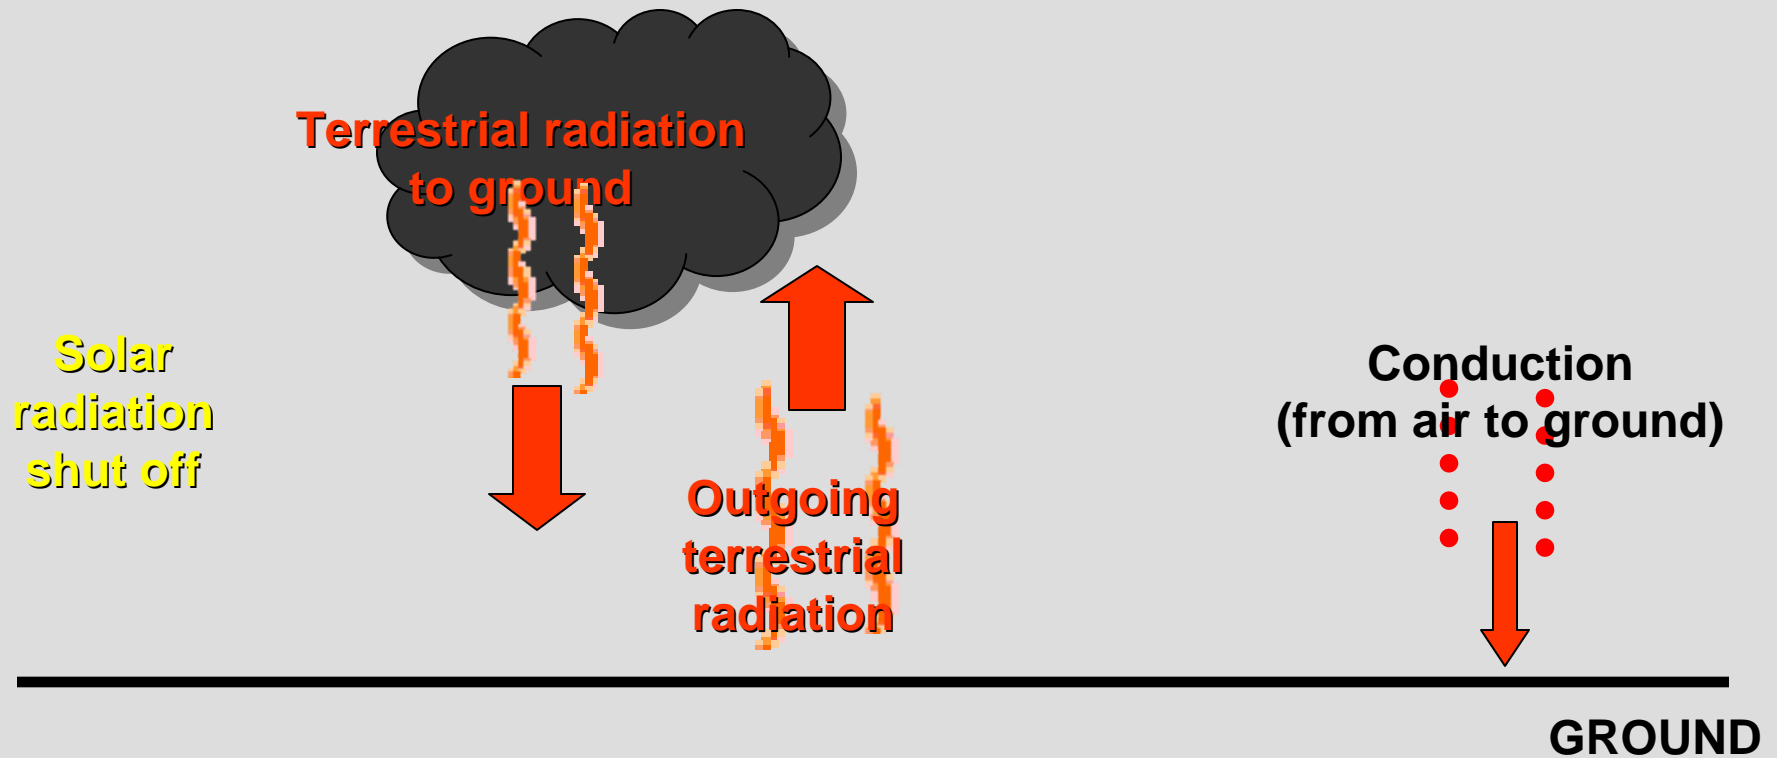 Terrestrial radiation
to ground
Solar
radiation
shut off
Outgoing
terrestrial
radiation
Conduction
(from air to ground)
GROUND